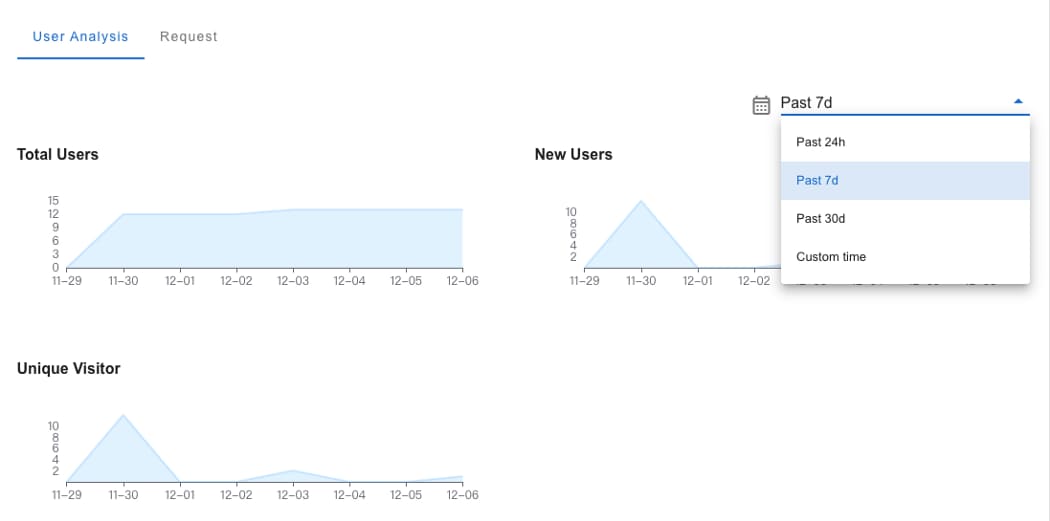 User Analysis Request
Past 7d
Past 24h
Past 7d
Past 30d
Custom time
Total Users
15
12
9
6
3
0
11-29 11-30 12-01 12-02 12-03 12-04 12-05 12-06
New Users
10
8
6
4
2
11-29 11-30 12-01 12-02
Unique Visitor
10
8
6
4
2
11-29 11-30 12-01 12-02 12-03 12-04 12-05 12-06